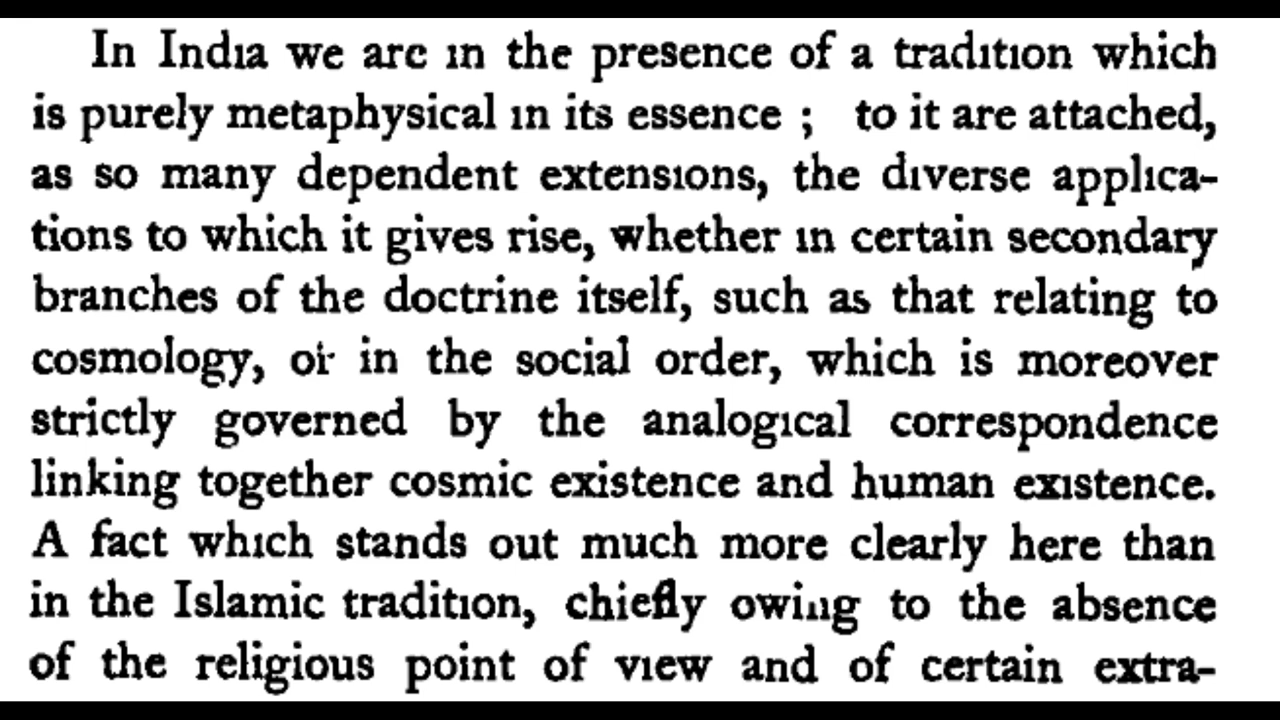 In India we are in the presence of a tradition which
is purely metaphysical in its essence ; to it are attached,
as so many dependent extensions, the diverse applica-
tions to which it gives rise, whether in certain secondary
branches of the doctrine itself, such as that relating to
cosmology, or in the social order, which is moreover
strictly governed by the analogical correspondence
linking together cosmic existence and human existence.
A fact which stands out much more clearly here than
in the Islamic tradition, chiefly owing to the absence
of the religious point of view and of certain extra-